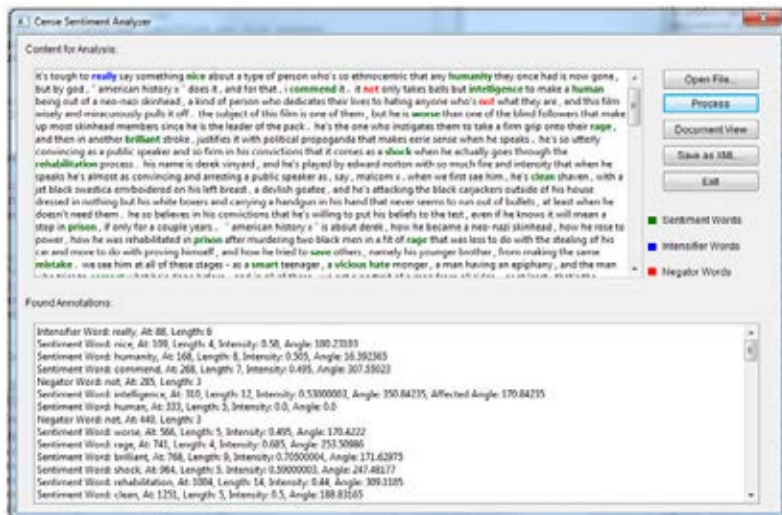 Cense Sentiment Analyzer
Content for Analysis:
it's tough to really say something nice about a type of person who's so ethnocentric that any humanity they once had is now gone ,
but by god , " american history x " does it , and for that , i commend it . it not only takes balls but intelligence to make a human
being out of a neo-nazi skinhead , a kind of person who dedicates their lives to hating anyone who's not what they are , and this film
wisely and miraculously pulls it off . the subject of this film is one of them , but he is worse than one of the blind followers that make
up most skinhead members since he is the leader of the pack . he's the one who instigates them to take a firm grip onto their rage ,
and then in another brilliant stroke , justifies it with political propaganda that makes eerie sense when he speaks . he's so utterly
convincing as a public speaker and so firm in his convictions that it comes as a shock when he actually goes through the
rehabilitation process . his name is derek vinyard , and he's played by edward norton with so much fire and intensity that when he
speaks he's almost as convincing and arresting a public speaker as , say , malcom x . when we first see him , he's clean shaven , with a
jet black swastica embroidered on his left breast , a devlish goatee , and he's attacking the black carjackers outside of his house
dressed in nothing but his white boxers and carrying a handgun in his hand that never seems to run out of bullets , at least when he
doesn't need them . he so believes in his convictions that he's willing to put his beliefs to the test , even if he knows it will mean a
stop in prison , if only for a couple years . " american history x " is about derek , how he became a neo-nazi skinhead , how he rose to
power , how he was rehabilitated in prison after murdering two black men in a fit of rage that was less to do with the stealing of his
car and more to do with proving himself , and how he tried to save others , namely his younger brother , from making the same
mistake . we see him at all of these stages - as a smart teenager , a vicious hate monger , a man having an epiphany , and the man
Open File...
Process
Document View
Save as XML...
Exit
Sentiment Words
Intensifier Words
Negator Words
Found Annotations:
Intensifier Word: really, At: 88, Length: 6
Sentiment Word: nice, At: 109, Length: 4, Intensity: 0.58, Angle: 180.23103
Sentiment Word: humanity, At: 168, Length: 8, Intensity: 0.505, Angle: 16.392365
Sentiment Word: commend, At: 268, Length: 7, Intensity: 0.495, Angle: 307.55023
Negator Word: not, At: 285, Length: 3
Sentiment Word: intelligence, At: 310, Length: 12, Intensity: 0.53000003, Angle: 350.84235, Affected Angle: 170.84235
Sentiment Word: human, At: 333, Length: 5, Intensity: 0.0, Angle: 0.0
Negator Word: not, At: 440, Length: 3
Sentiment Word: worse, At: 566, Length: 5, Intensity: 0.495, Angle: 170.4222
Sentiment Word: rage, At: 741, Length: 4, Intensity: 0.685, Angle: 253.50986
Sentiment Word: brilliant, At: 768, Length: 9, Intensity: 0.70500004, Angle: 171.62975
Sentiment Word: shock, At: 964, Length: 5, Intensity: 0.59000003, Angle: 247.48177
Sentiment Word: rehabilitation, At: 1004, Length: 14, Intensity: 0.44, Angle: 309.1185
Sentiment Word: clean, At: 1251, Length: 5, Intensity: 0.5, Angle: 188.83165